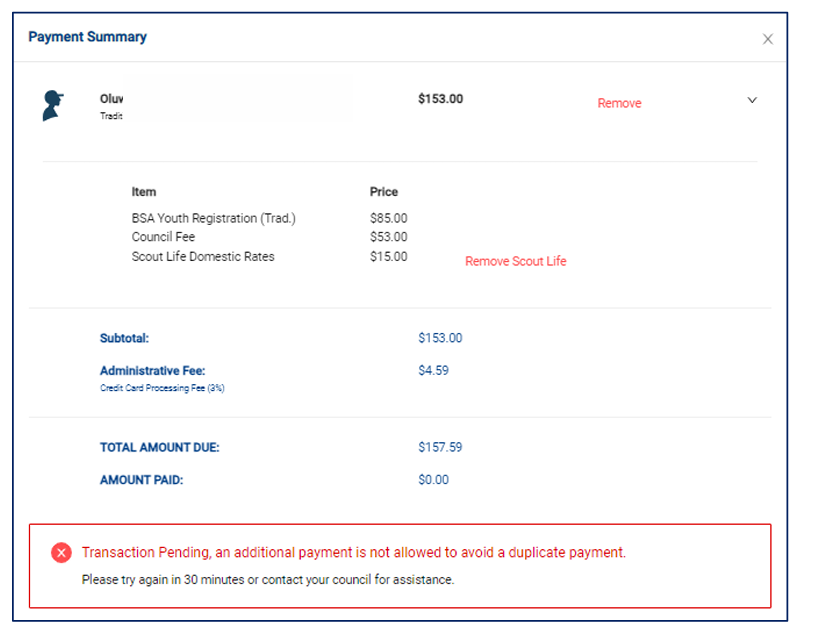 Payment Summary
Oluv $153.00 Remove
Tradit
Item Price
BSA Youth Registration (Trad.) $85.00
Council Fee $53.00
Scout Life Domestic Rates $15.00 Remove Scout Life
Subtotal: $153.00
Administrative Fee: $4.59
Credit Card Processing Fee (3%)
TOTAL AMOUNT DUE: $157.59
AMOUNT PAID: $0.00
Transaction Pending, an additional payment is not allowed to avoid a duplicate payment.
Please try again in 30 minutes or contact your council for assistance.